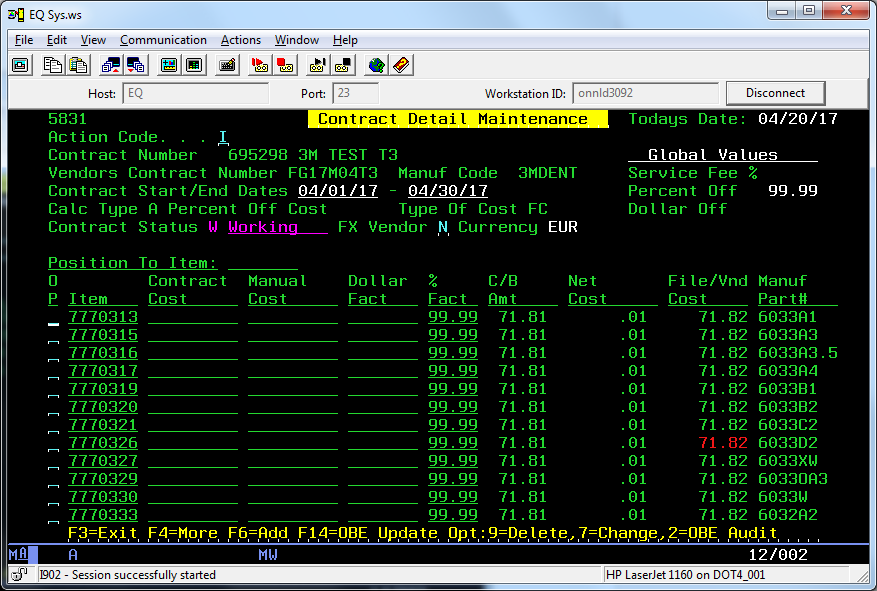 EQ Sys.ws
File Edit View Communication Actions Window Help
Host: EQ Port: 23 Workstation ID: onnld3092 Disconnect
5831 Contract Detail Maintenance Todays Date: 04/20/17
Action Code. . . I
Contract Number 695298 3M TEST T3 Global Values
Vendors Contract Number FG17M04T3 Manuf Code 3MDENT Service Fee %
Contract Start/End Dates 04/01/17 - 04/30/17 Percent Off 99.99
Calc Type A Percent Off Cost Type Of Cost FC Dollar Off
Contract Status W Working FX Vendor N Currency EUR
Position To Item:
O Contract Manual Dollar % C/B Net File/Vnd Manuf
P Item Cost Cost Fact Fact Amt Cost Cost Part#
7770313 99.99 71.81 .01 71.82 6033A1
7770315 99.99 71.81 .01 71.82 6033A3
7770316 99.99 71.81 .01 71.82 6033A3.5
7770317 99.99 71.81 .01 71.82 6033A4
7770319 99.99 71.81 .01 71.82 6033B1
7770320 99.99 71.81 .01 71.82 6033B2
7770321 99.99 71.81 .01 71.82 6033C2
7770326 99.99 71.81 .01 71.82 6033D2
7770327 99.99 71.81 .01 71.82 6033XW
7770329 99.99 71.81 .01 71.82 6033OA3
7770330 99.99 71.81 .01 71.82 6033W
7770333 99.99 71.81 .01 71.82 6032A2
F3=Exit F4=More F6=Add F14=OBE Update Opt:9=Delete,7=Change,2=OBE Audit
MA A MW 12/002
I902 - Session successfully started HP LaserJet 1160 on DOT4_001